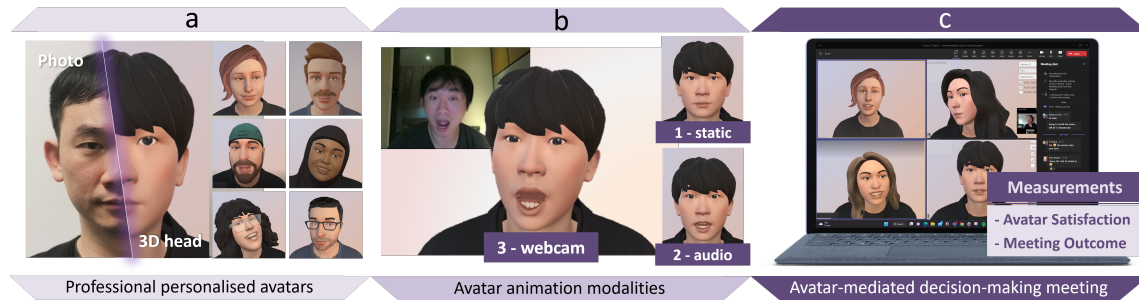 a
b
c
Photo
3D head
1 - static
2 - audio
3 - webcam
Measurements
- Avatar Satisfaction
- Meeting Outcome
Professional personalised avatars
Avatar animation modalities
Avatar-mediated decision-making meeting